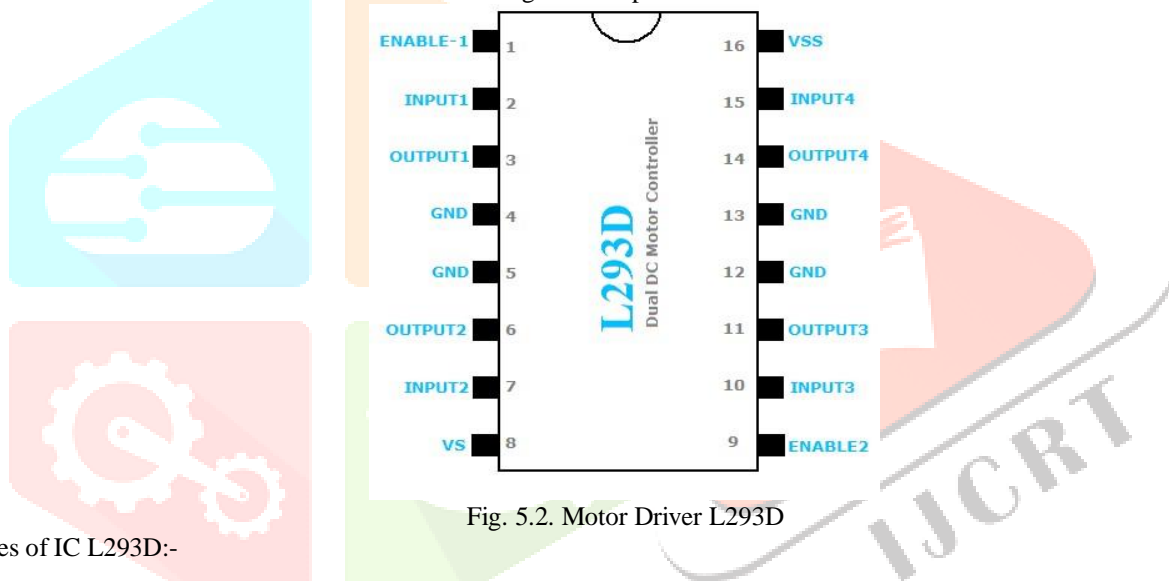 ENABLE-1 1 16 VSS
INPUT1 2 15 INPUT4
OUTPUT1 3 14 OUTPUT4
GND 4 13 GND
GND 5 12 GND
OUTPUT2 6 11 OUTPUT3
INPUT2 7 10 INPUT3
VS 8 9 ENABLE2
L293D
Dual DC Motor Controller
Fig. 5.2. Motor Driver L293D
es of IC L293D:-
IJCRT